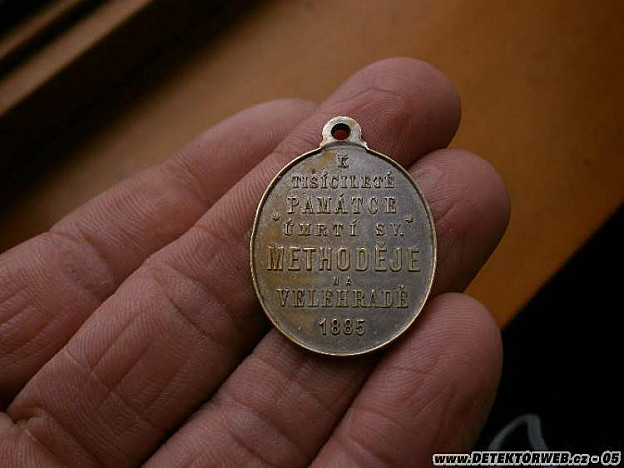 K
TISÍCILETÉ
PAMÁTCE
ÚMRTÍ SV.
METHODĚJE
NA
VELEHRADĚ
1885
www.DETEKTORWEB.cz - 05